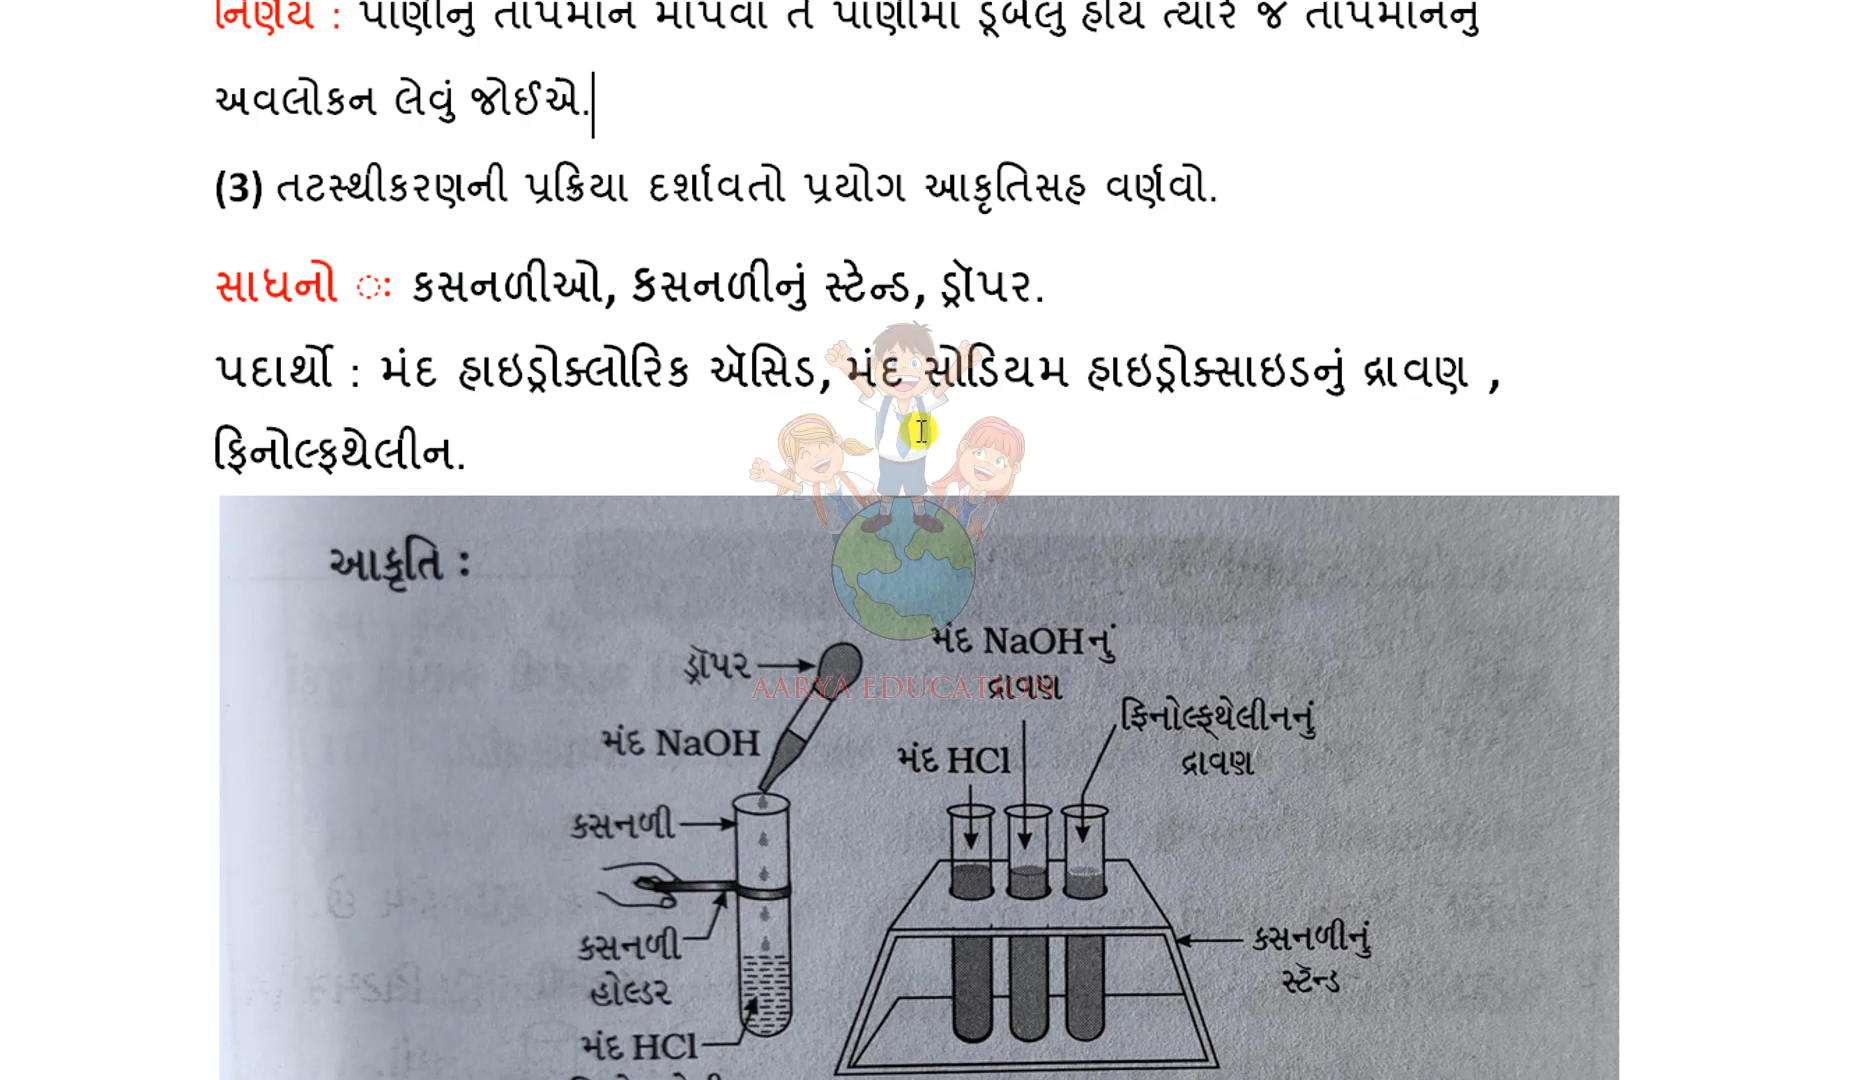 નિર્ણય : પાણીનું તાપમાન માપવા તે પાણીમાં ડૂબેલું હોય ત્યારે જ તાપમાનનું
અવલોકન લેવું જોઈએ.
(3) તટસ્થીકરણની પ્રક્રિયા દર્શાવતો પ્રયોગ આકૃતિસહ વર્ણવો.
સાધનો ઃ કસનળીઓ, કસનળીનું સ્ટેન્ડ, ડ્રૉપર.
પદાર્થો : મંદ હાઇડ્રોક્લોરિક ઍસિડ, મંદ સોડિયમ હાઇડ્રોક્સાઇડનું દ્રાવણ ,
ફિનોલ્ફથેલીન.
આકૃતિ :
ડ્રૉપર
AARYA EDUCATION
મંદ NaOH
કસનળી
કસનળી
હોલ્ડર
મંદ HCl
મંદ NaOHનું
દ્રાવણ
મંદ HCl
ફિનોલ્ફ્થેલીનનું
દ્રાવણ
કસનળીનું
સ્ટૅન્ડ